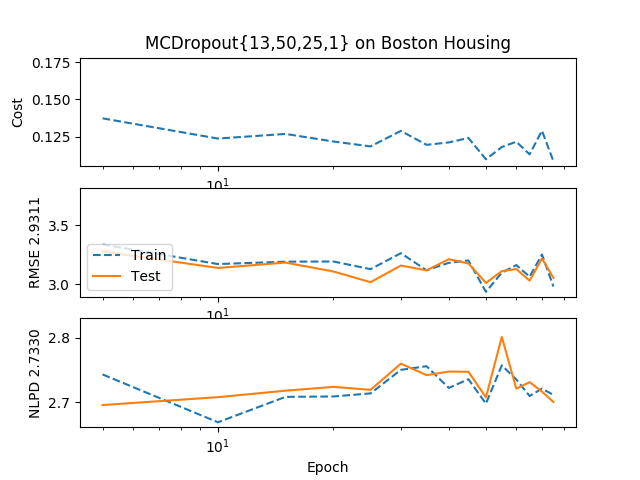 MCDropout{13,50,25,1} on Boston Housing
Cost
0.175
0.150
0.125
10¹
RMSE 2.9311
3.5
3.0
Train
Test
10¹
NLPD 2.7330
2.8
2.7
10¹
Epoch